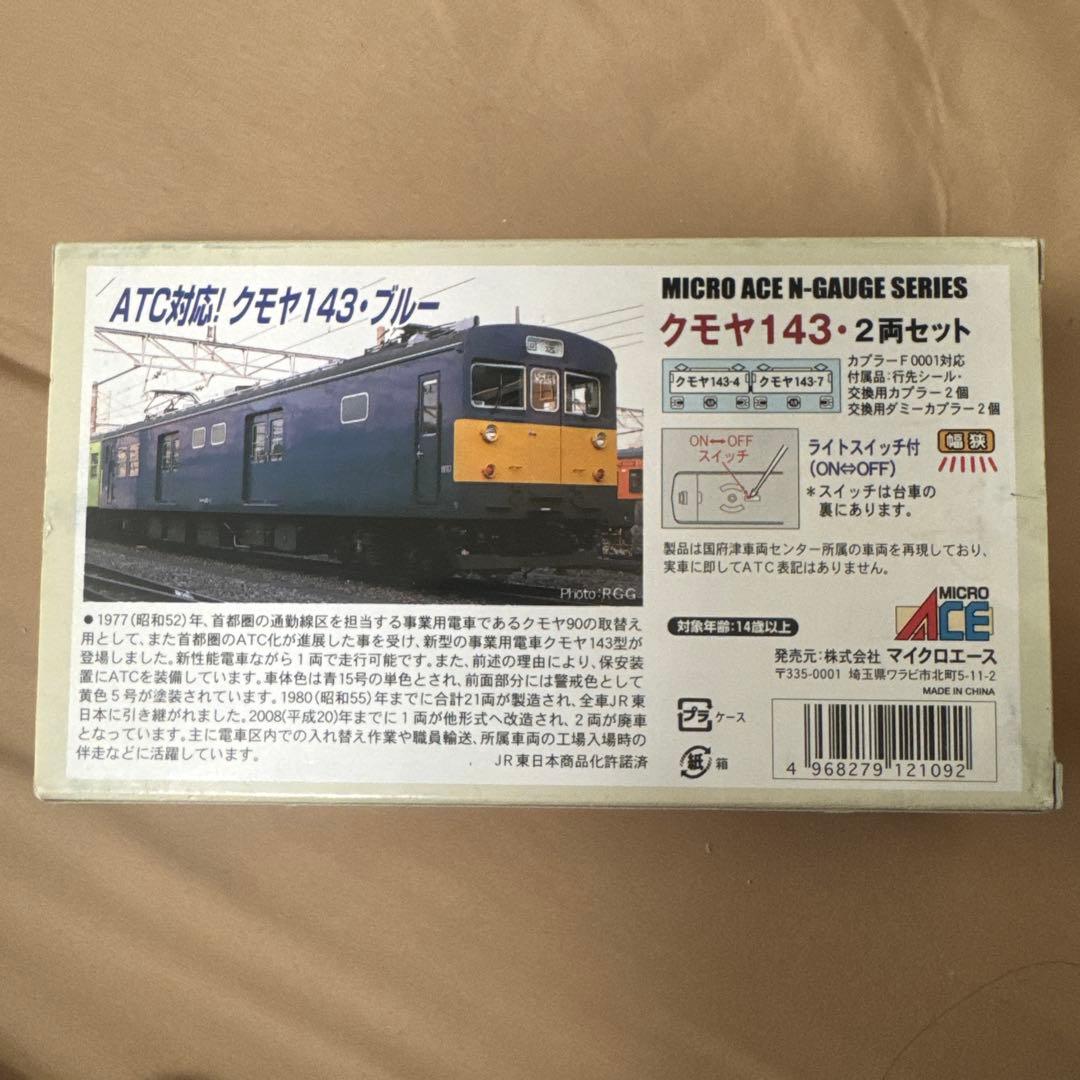 ATC対応! クモヤ143・ブルー
回送
Photo:RGG
●1977(昭和52)年、首都圏の通勤線区を担当する事業用電車であるクモヤ90の取替え
用として、また首都圏のATC化が進展した事を受け、新型の事業用電車クモヤ143型が
登場しました。新性能電車ながら1両で走行可能です。また、前述の理由により、保安装
置にATCを装備しています。車体色は青15号の単色とされ、前面部分には警戒色として
黄色5号が塗装されています。1980(昭和55)年までに合計21両が製造され、全車JR東
日本に引き継がれました。2008(平成20)年までに1両が他形式へ改造され、2両が廃車
となっています。主に電車区内での入れ替え作業や職員輸送、所属車両の工場入場時の
伴走などに活躍しています。
JR東日本商品化許諾済
MICRO ACE N-GAUGE SERIES
クモヤ143・2両セット
クモヤ143-4 クモヤ143-7
カプラーF0001対応
付属品:行先シール・
交換用カプラー2個
交換用ダミーカプラー2個
ON↔OFF
スイッチ
ライトスイッチ付
(ON⇔OFF)
*スイッチは台車の
裏にあります。
幅狭
製品は国府津車両センター所属の車両を再現しており、
実車に即してATC表記はありません。
対象年齢:14歳以上
MICRO
ACE
発売元:株式会社 マイクロエース
〒335-0001 埼玉県ワラビ市北町5-11-2
MADE IN CHINA
プラ ケース
紙 箱
4 968279 121092